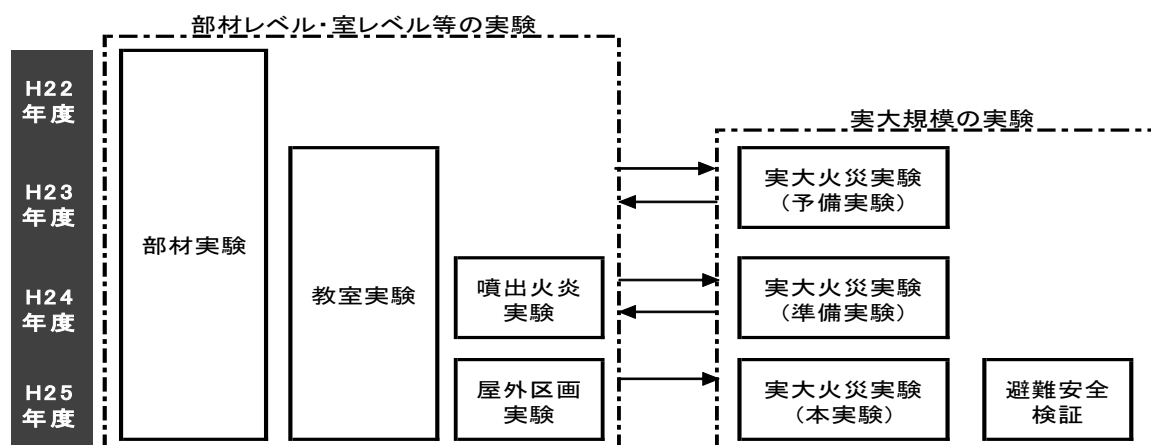 部材レベル・室レベル等の実験
H22
年度
実大規模の実験
H23
年度
部材実験
教室実験
実大火災実験
(予備実験)
H24
年度
噴出火炎
実験
実大火災実験
(準備実験)
H25
年度
屋外区画
実験
実大火災実験
(本実験)
避難安全
検証